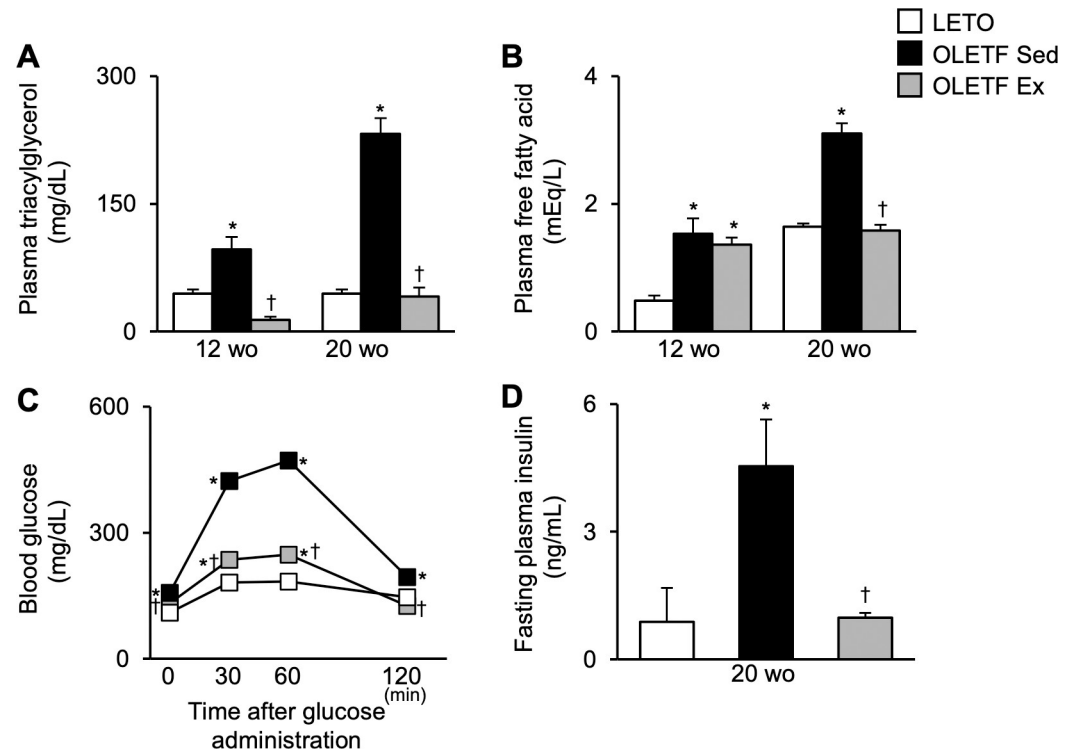 LETO
OLETF Sed
OLETF Ex
A
Plasma triacylglycerol
(mg/dL)
300
150
0
*
†
*
†
12 wo
20 wo
B
Plasma free fatty acid
(mEq/L)
4
2
0
*
*
*
†
12 wo
20 wo
C
Blood glucose
(mg/dL)
600
300
0
*
†
*
*†
*
*†
*
†
0
30
60
120
(min)
Time after glucose
administration
D
Fasting plasma insulin
(ng/mL)
6
3
0
*
†
20 wo